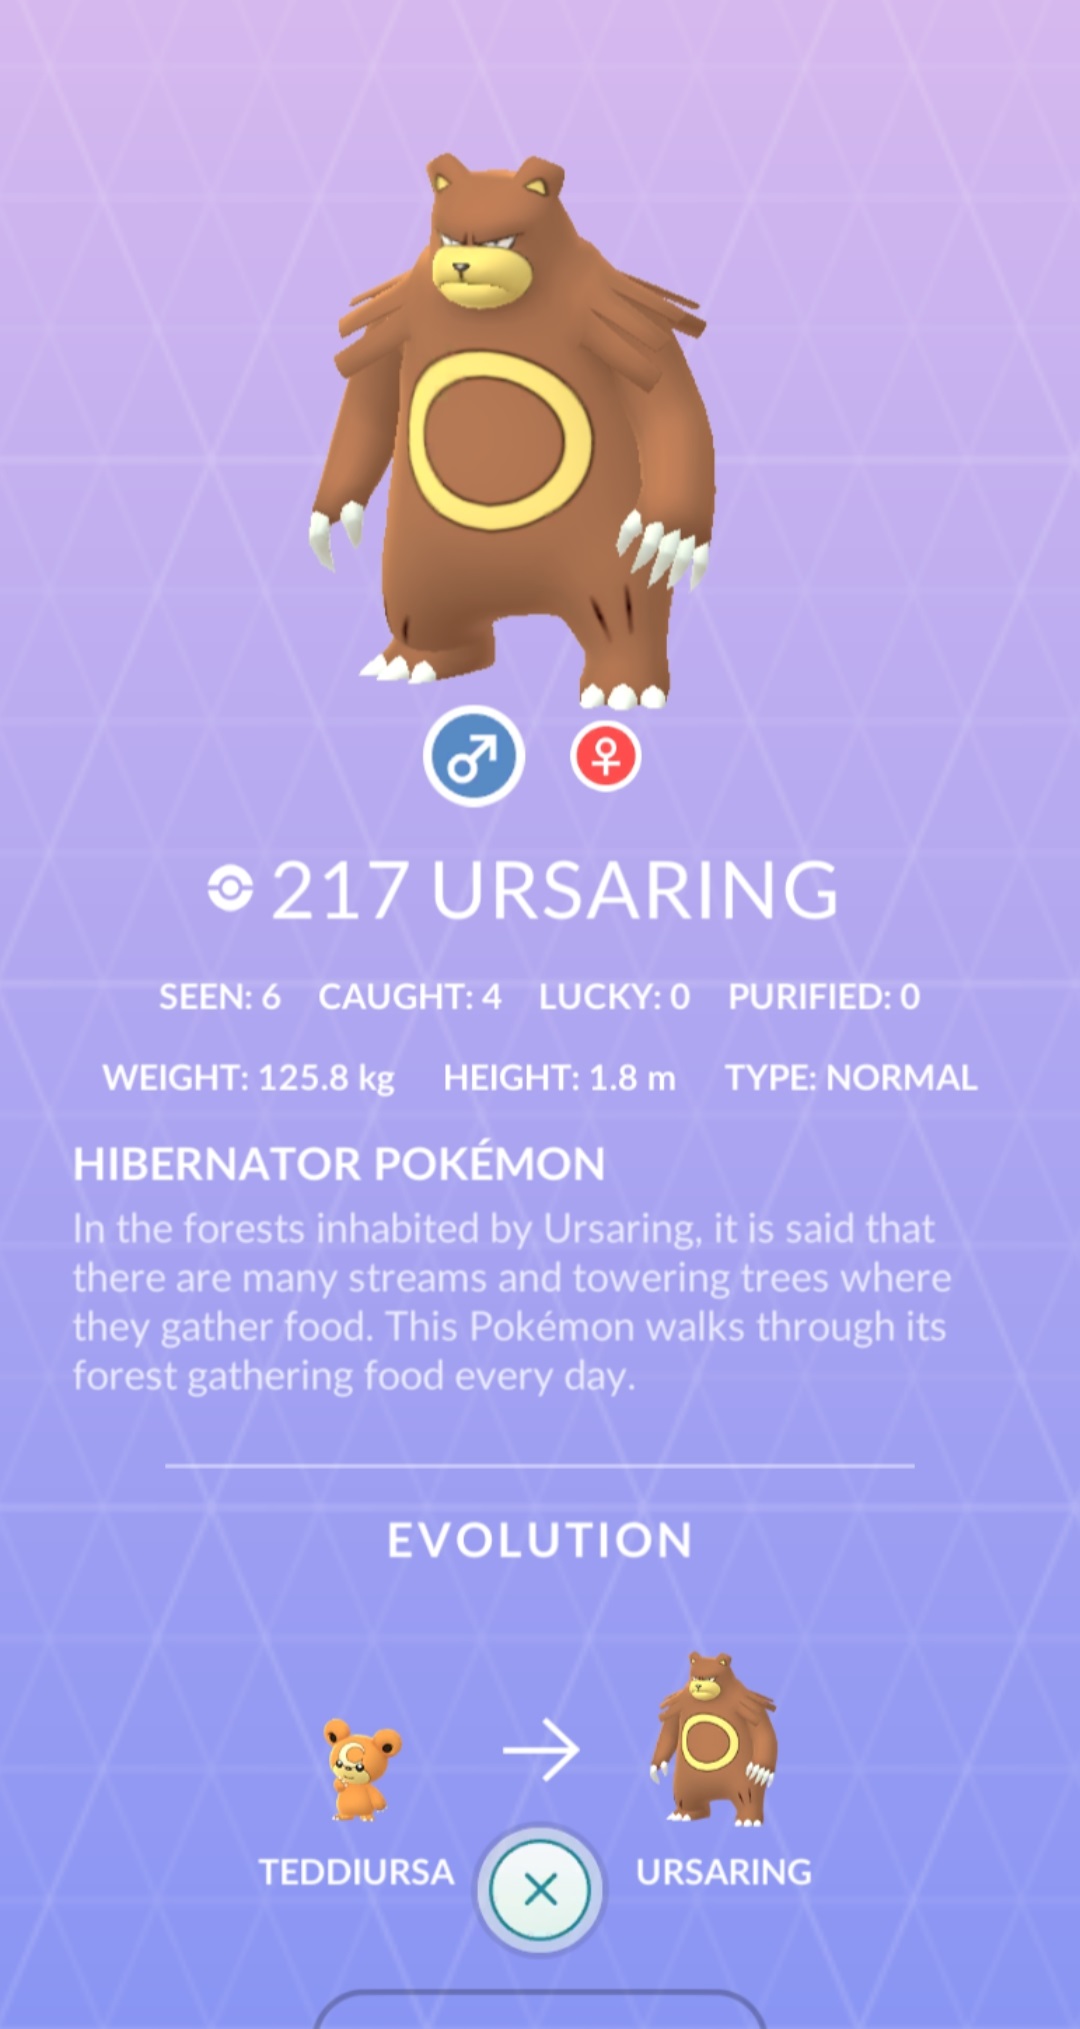 217 URSARING
SEEN: 6 CAUGHT: 4 LUCKY: 0 PURIFIED: 0
WEIGHT: 125.8 kg HEIGHT: 1.8 m TYPE: NORMAL
HIBERNATOR POKÉMON
In the forests inhabited by Ursaring, it is said that
there are many streams and towering trees where
they gather food. This Pokémon walks through its
forest gathering food every day.
EVOLUTION
TEDDIURSA URSARING